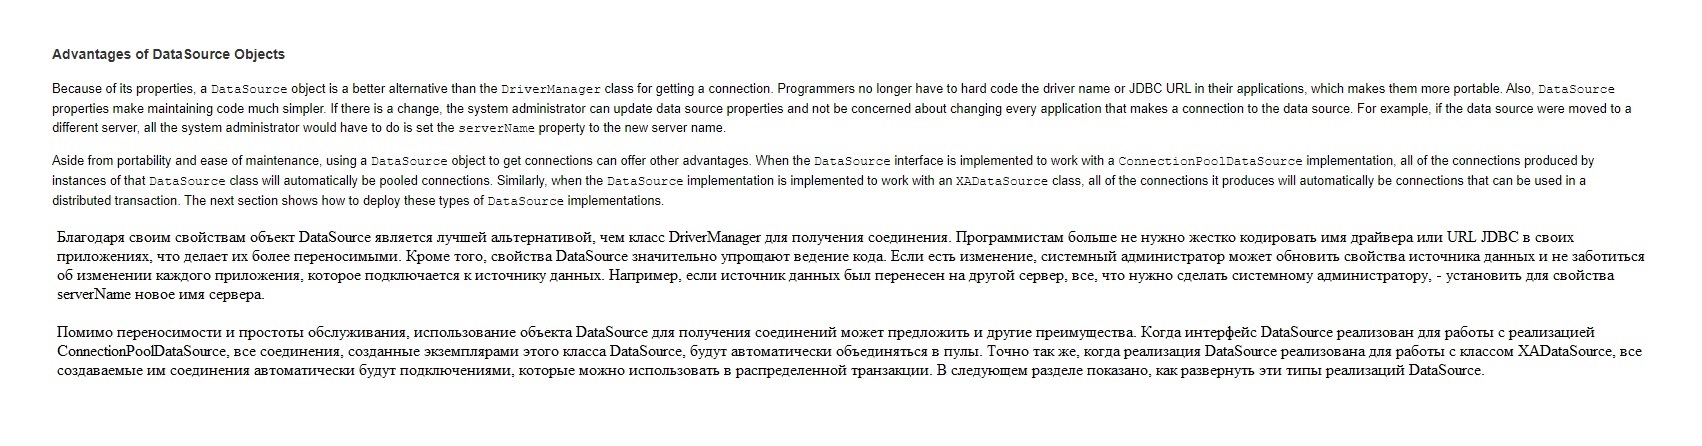 Advantages of DataSource Objects
Because of its properties, a DataSource object is a better alternative than the DriverManager class for getting a connection. Programmers no longer have to hard code the driver name or JDBC URL in their applications, which makes them more portable. Also, DataSource
properties make maintaining code much simpler. If there is a change, the system administrator can update data source properties and not be concerned about changing every application that makes a connection to the data source. For example, if the data source were moved to a
different server, all the system administrator would have to do is set the serverName property to the new server name.
Aside from portability and ease of maintenance, using a DataSource object to get connections can offer other advantages. When the DataSource interface is implemented to work with a ConnectionPoolDataSource implementation, all of the connections produced by
instances of that DataSource class will automatically be pooled connections. Similarly, when the DataSource implementation is implemented to work with an XADataSource class, all of the connections it produces will automatically be connections that can be used in a
distributed transaction. The next section shows how to deploy these types of DataSource implementations.
Благодаря своим свойствам объект DataSource является лучшей альтернативой, чем класс DriverManager для получения соединения. Программистам больше не нужно жестко кодировать имя драйвера или URL JDBC в своих
приложениях, что делает их более переносимыми. Кроме того, свойства DataSource значительно упрощают ведение кода. Если есть изменение, системный администратор может обновить свойства источника данных и не заботиться
об изменении каждого приложения, которое подключается к источнику данных. Например, если источник данных был перенесен на другой сервер, все, что нужно сделать системному администратору, - установить для свойства
serverName новое имя сервера.
Помимо переносимости и простоты обслуживания, использование объекта DataSource для получения соединений может предложить и другие преимущества. Когда интерфейс DataSource реализован для работы с реализацией
ConnectionPoolDataSource, все соединения, созданные экземплярами этого класса DataSource, будут автоматически объединяться в пулы. Точно так же, когда реализация DataSource реализована для работы с классом XADataSource, все
создаваемые им соединения автоматически будут подключениями, которые можно использовать в распределенной транзакции. В следующем разделе показано, как развернуть эти типы реализаций DataSource.